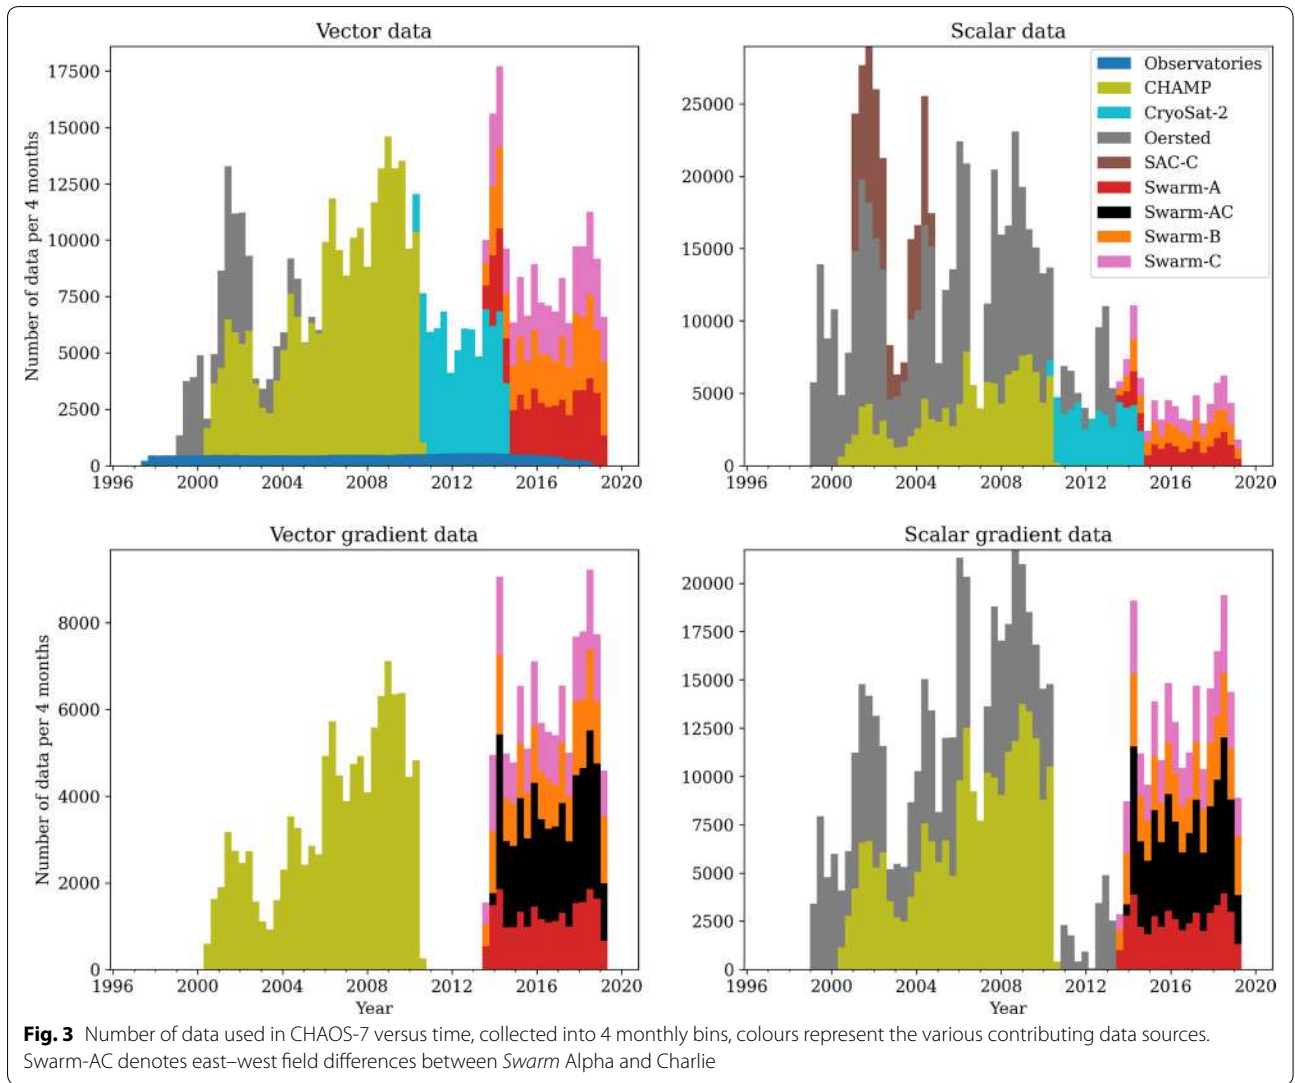 Vector data
Number of data per 4 months
17500
15000
12500
10000
7500
5000
2500
0
1996 2000 2004 2008 2012 2016 2020
Scalar data
25000
20000
15000
10000
5000
0
1996 2000 2004 2008 2012 2016 2020
Observatories
CHAMP
CryoSat-2
Oersted
SAC-C
Swarm-A
Swarm-AC
Swarm-B
Swarm-C
Vector gradient data
Number of data per 4 months
8000
6000
4000
2000
0
1996 2000 2004 2008 2012 2016 2020
Year
Scalar gradient data
20000
17500
15000
12500
10000
7500
5000
2500
0
1996 2000 2004 2008 2012 2016 2020
Year
Fig. 3 Number of data used in CHAOS-7 versus time, collected into 4 monthly bins, colours represent the various contributing data sources.
Swarm-AC denotes east–west field differences between Swarm Alpha and Charlie